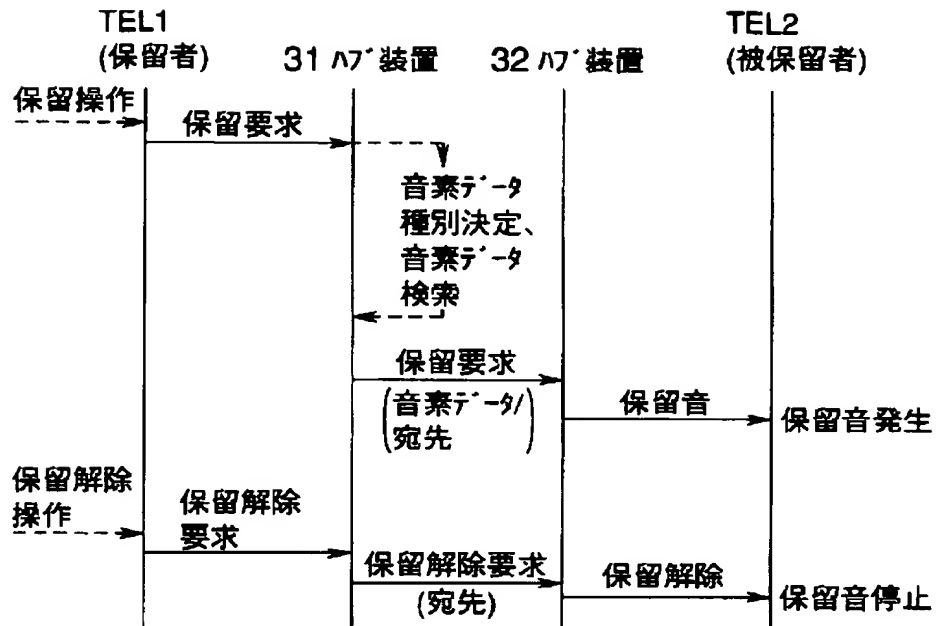 TEL1
(保留者)
31 ﾊﾌﾞ装置
32 ﾊﾌﾞ装置
TEL2
(被保留者)
保留操作
保留要求
音素ﾃﾞｰﾀ
種別決定、
音素ﾃﾞｰﾀ
検索
保留要求
(音素ﾃﾞｰﾀ/
宛先)
保留音
保留音発生
保留解除
操作
保留解除
要求
保留解除要求
(宛先)
保留解除
保留音停止